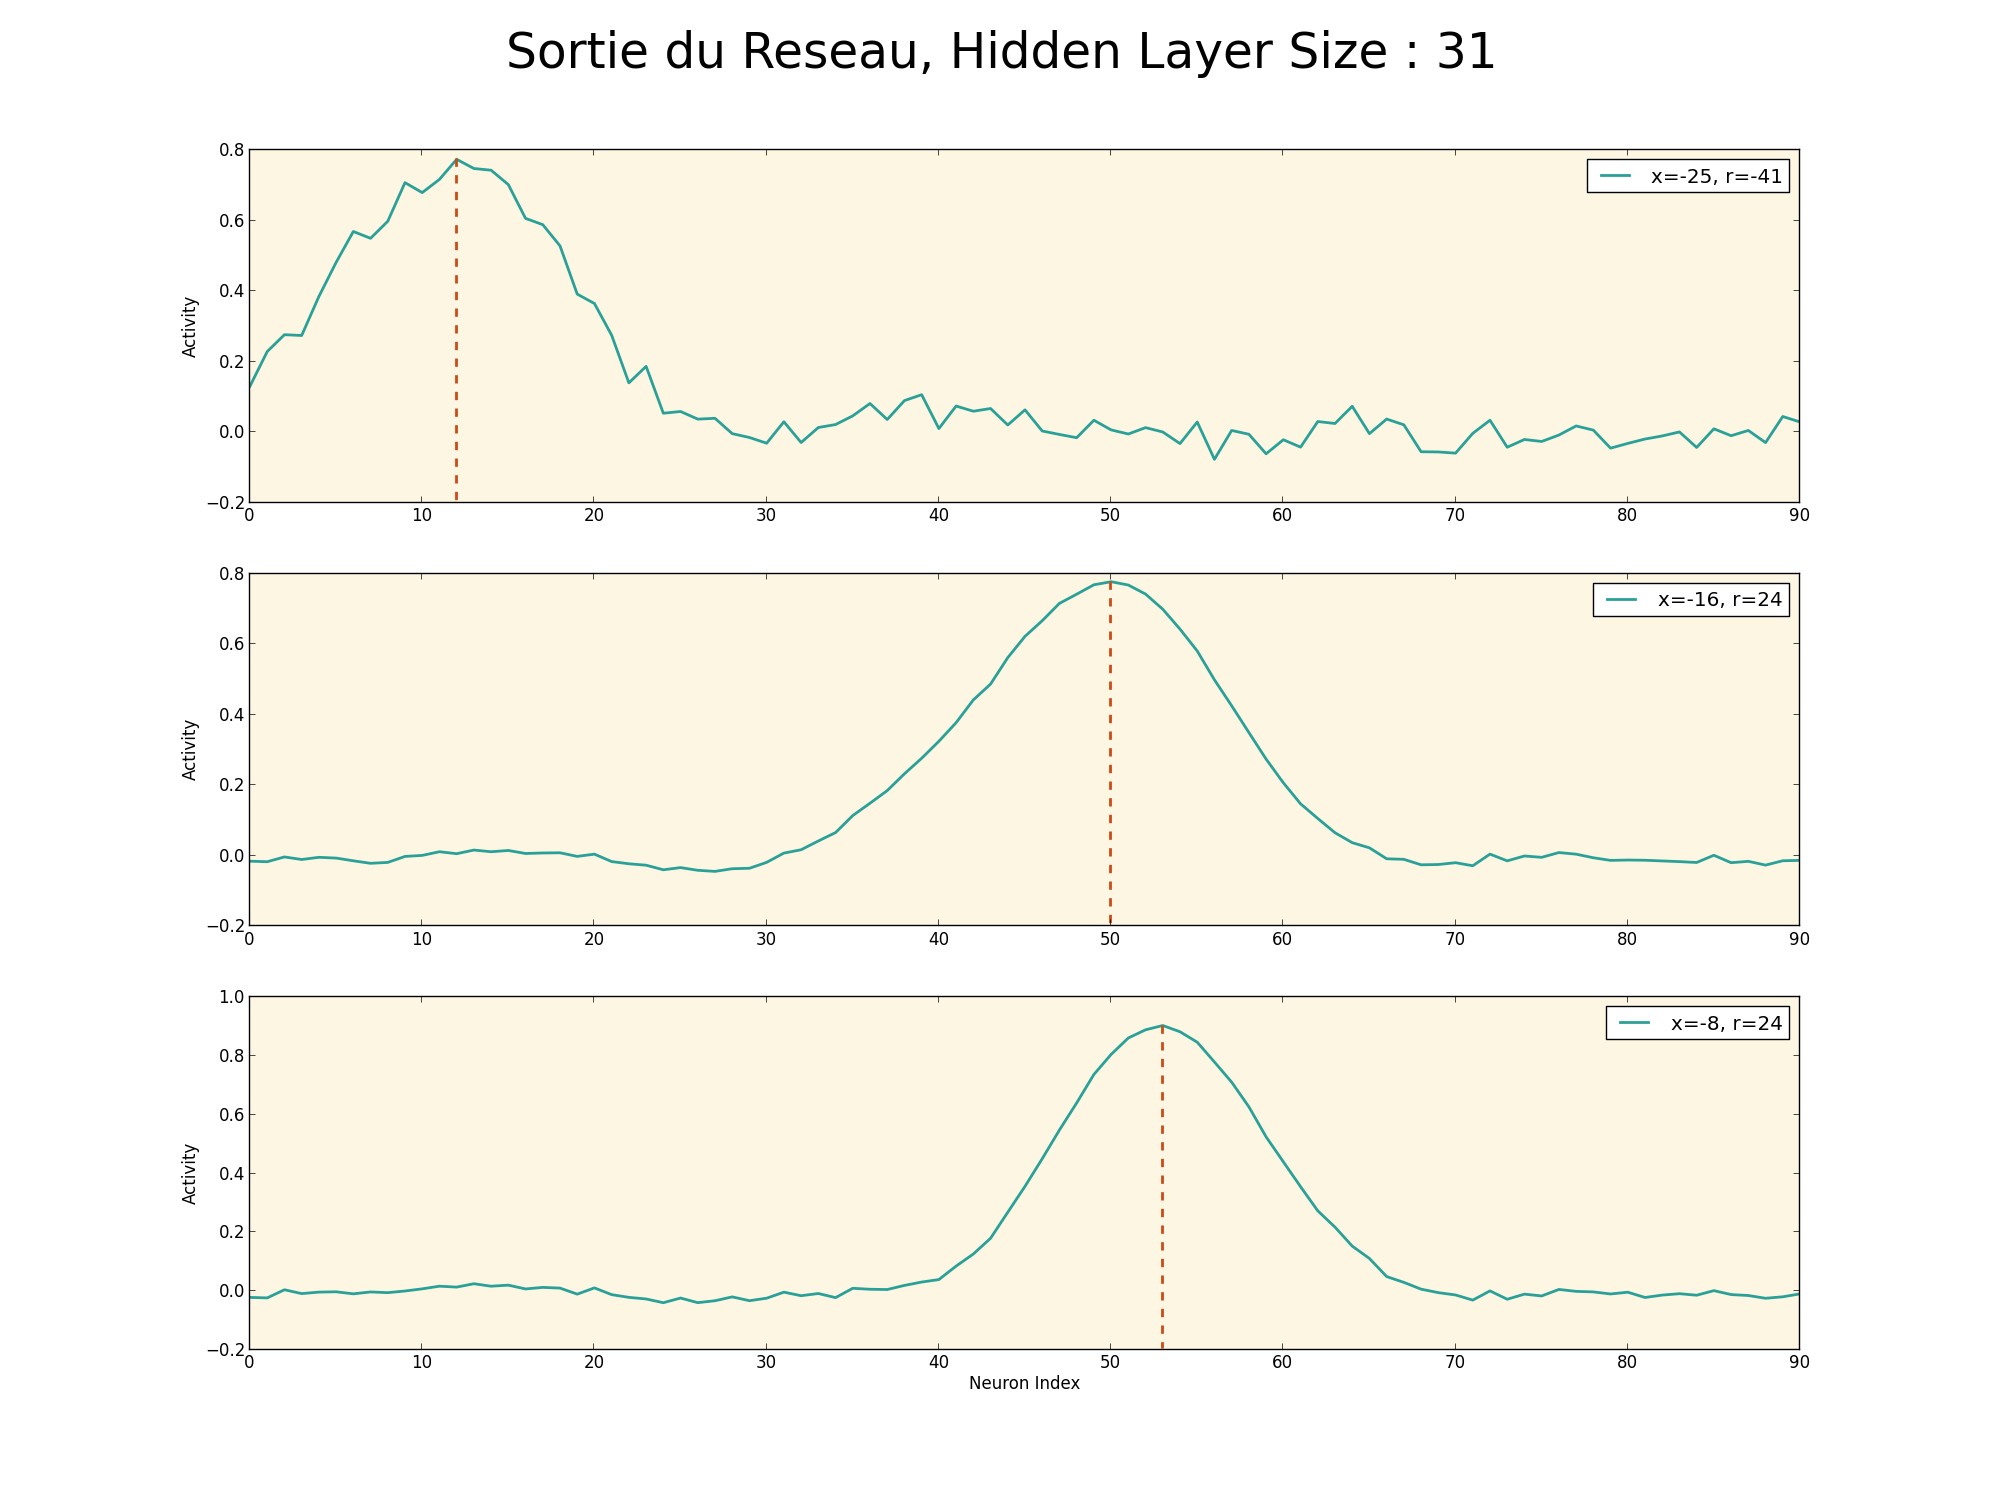 Sortie du Reseau, Hidden Layer Size : 31
0.8
0.6
0.4
0.2
0.0
−0.2
Activity
x=-25, r=-41
0 10 20 30 40 50 60 70 80 90
0.8
0.6
0.4
0.2
0.0
−0.2
Activity
x=-16, r=24
0 10 20 30 40 50 60 70 80 90
1.0
0.8
0.6
0.4
0.2
0.0
−0.2
Activity
x=-8, r=24
0 10 20 30 40 50 60 70 80 90
Neuron Index